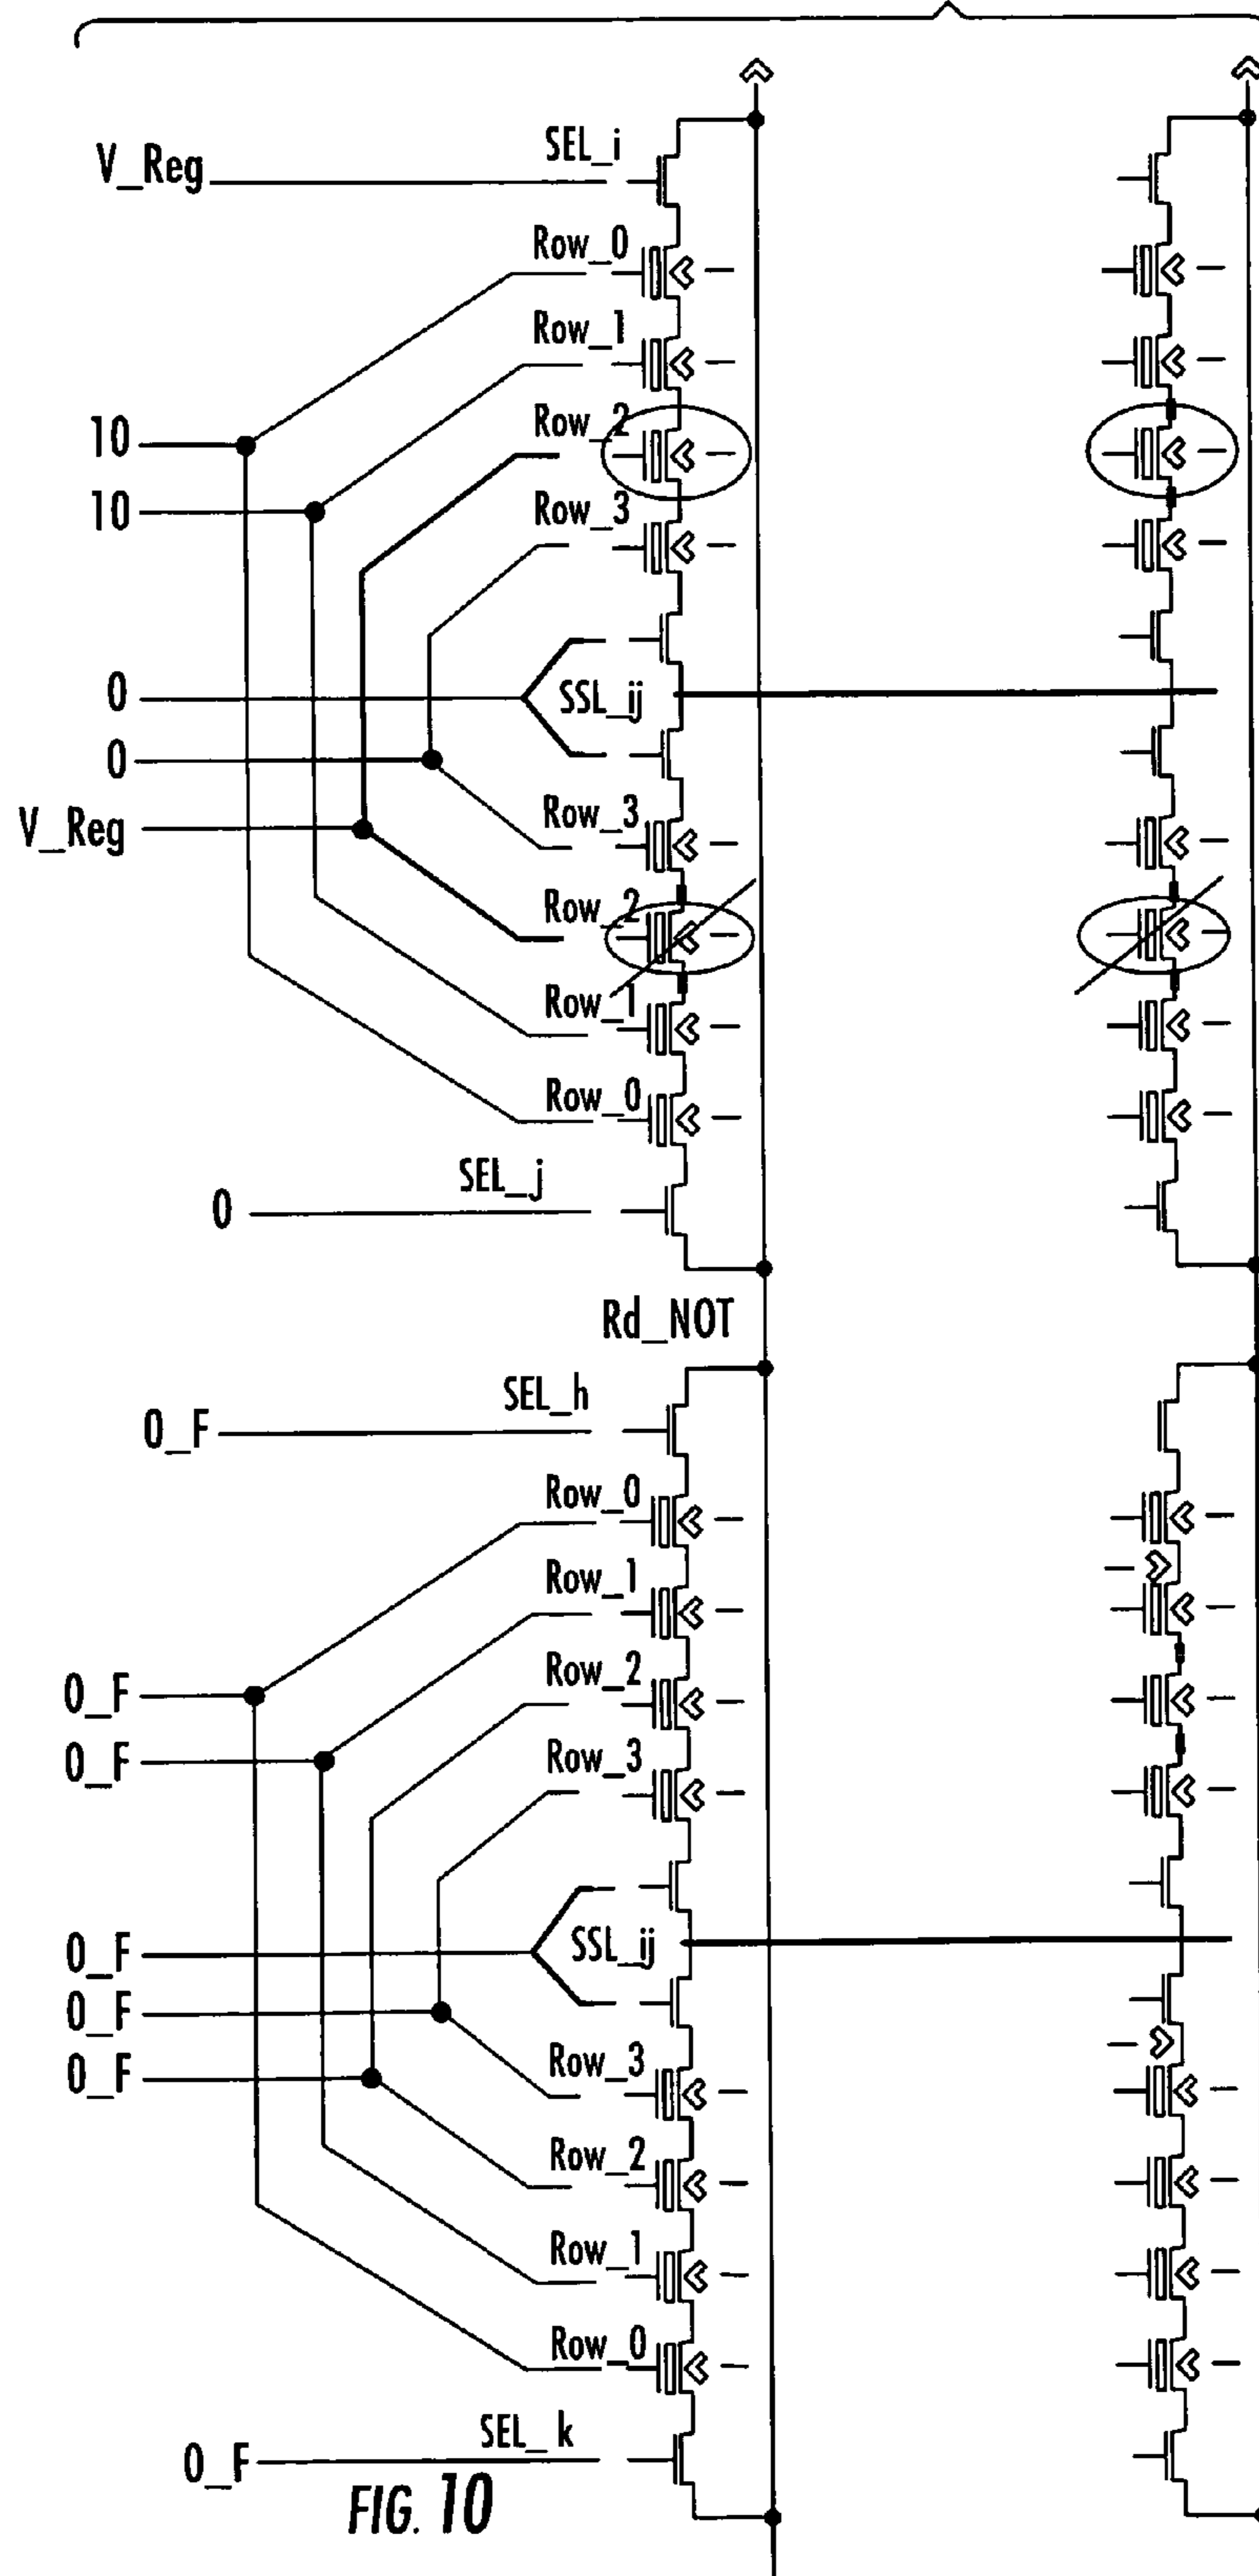 V_Reg SEL_i
Row_0
Row_1
10 Row_2
10 Row_3
0 SSL_ij
0
V_Reg Row_3
Row_2
Row_1
Row_0
0 SEL_j
Rd_NOT
0_F SEL_h
Row_0
Row_1
0_F Row_2
0_F Row_3
0_F SSL_ij
0_F
0_F Row_3
Row_2
Row_1
Row_0
0_F SEL_k
FIG. 10